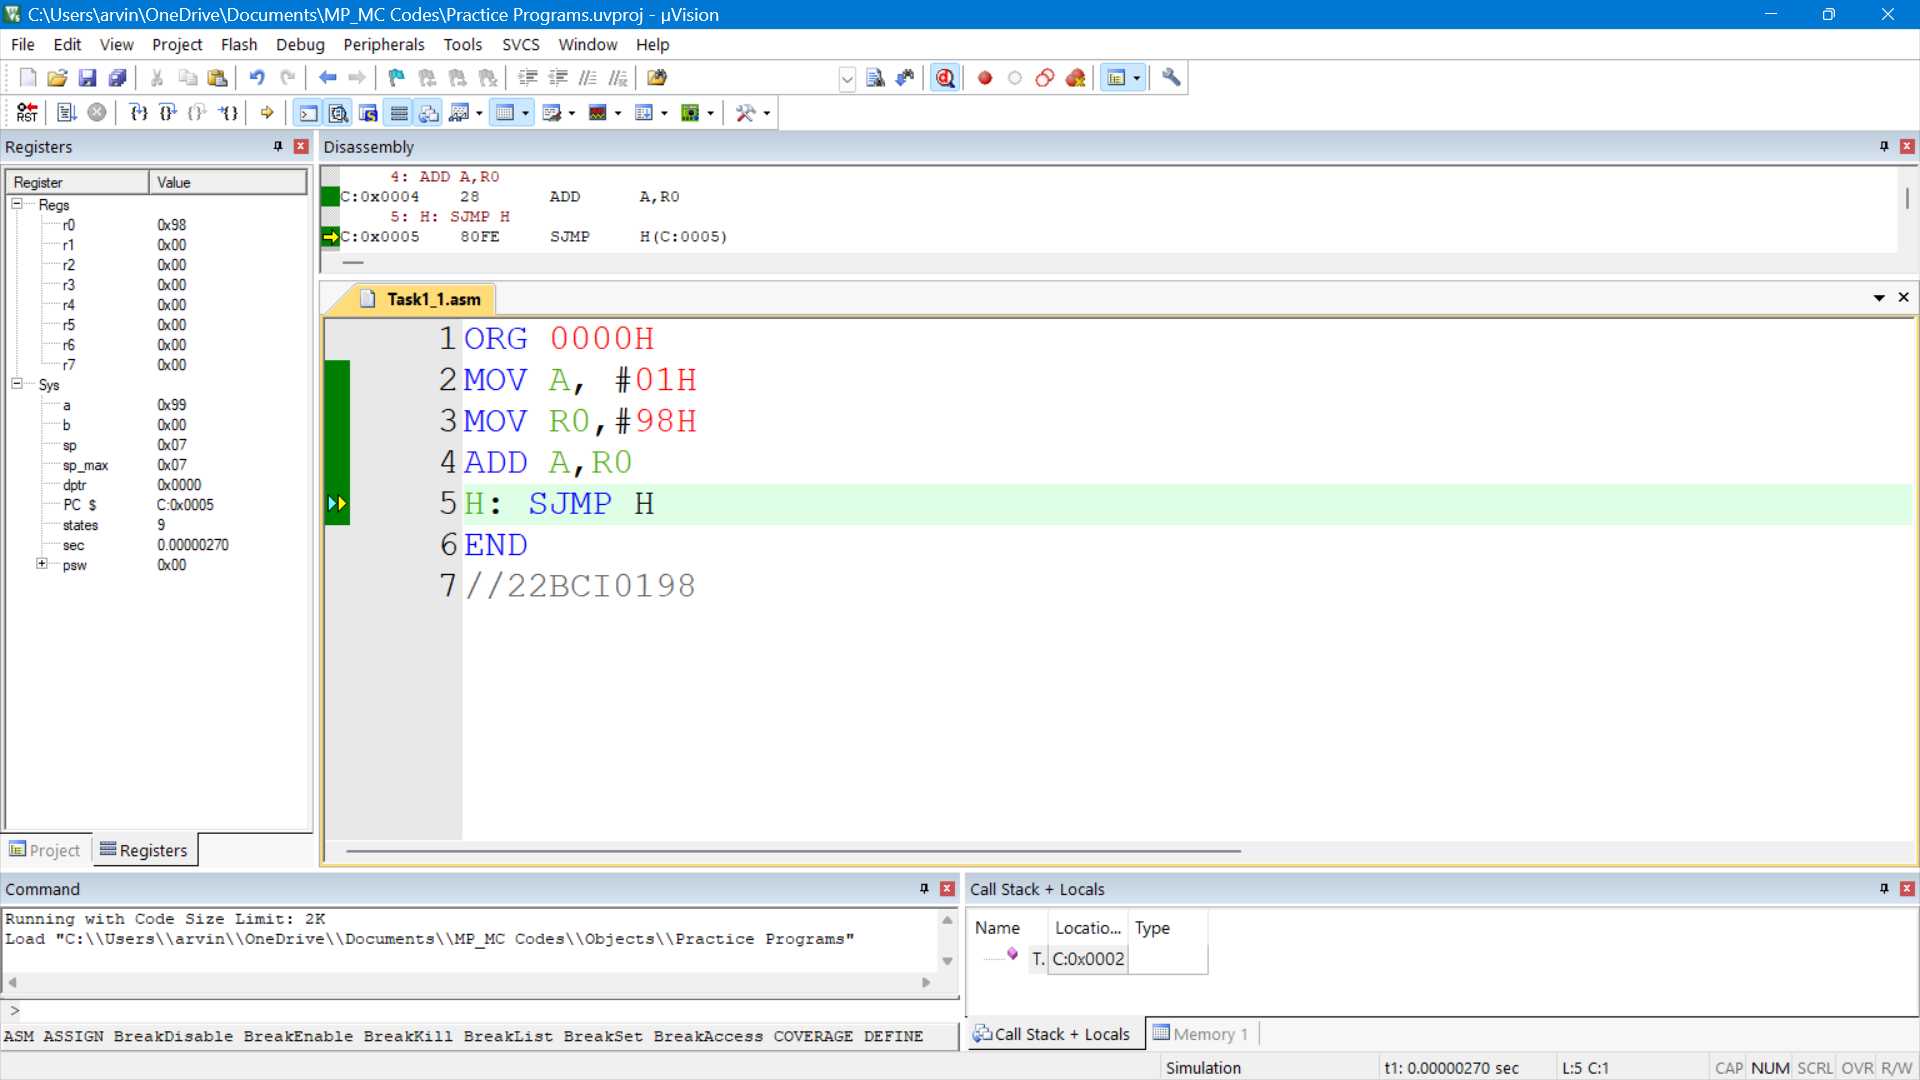 C:\Users\arvin\OneDrive\Documents\MP_MC Codes\Practice Programs.uvproj - µVision
File Edit View Project Flash Debug Peripherals Tools SVCS Window Help
RST
Registers
Register Value
Regs
r0 0x98
r1 0x00
r2 0x00
r3 0x00
r4 0x00
r5 0x00
r6 0x00
r7 0x00
Sys
a 0x99
b 0x00
sp 0x07
sp_max 0x07
dptr 0x0000
PC $ C:0x0005
states 9
sec 0.00000270
psw 0x00
Project Registers
Disassembly
4: ADD A,R0
C:0x0004 28 ADD A,R0
5: H: SJMP H
C:0x0005 80FE SJMP H(C:0005)
Task1_1.asm
1 ORG 0000H
2 MOV A, #01H
3 MOV R0,#98H
4 ADD A,R0
5 H: SJMP H
6 END
7 //22BCI0198
Command
Running with Code Size Limit: 2K
Load "C:\\Users\\arvin\\OneDrive\\Documents\\MP_MC Codes\\Objects\\Practice Programs"
>
ASM ASSIGN BreakDisable BreakEnable BreakKill BreakList BreakSet BreakAccess COVERAGE DEFINE
Call Stack + Locals
Name Locatio... Type
T. C:0x0002
Call Stack + Locals Memory 1
Simulation t1: 0.00000270 sec L:5 C:1 CAP NUM SCRL OVR R/W